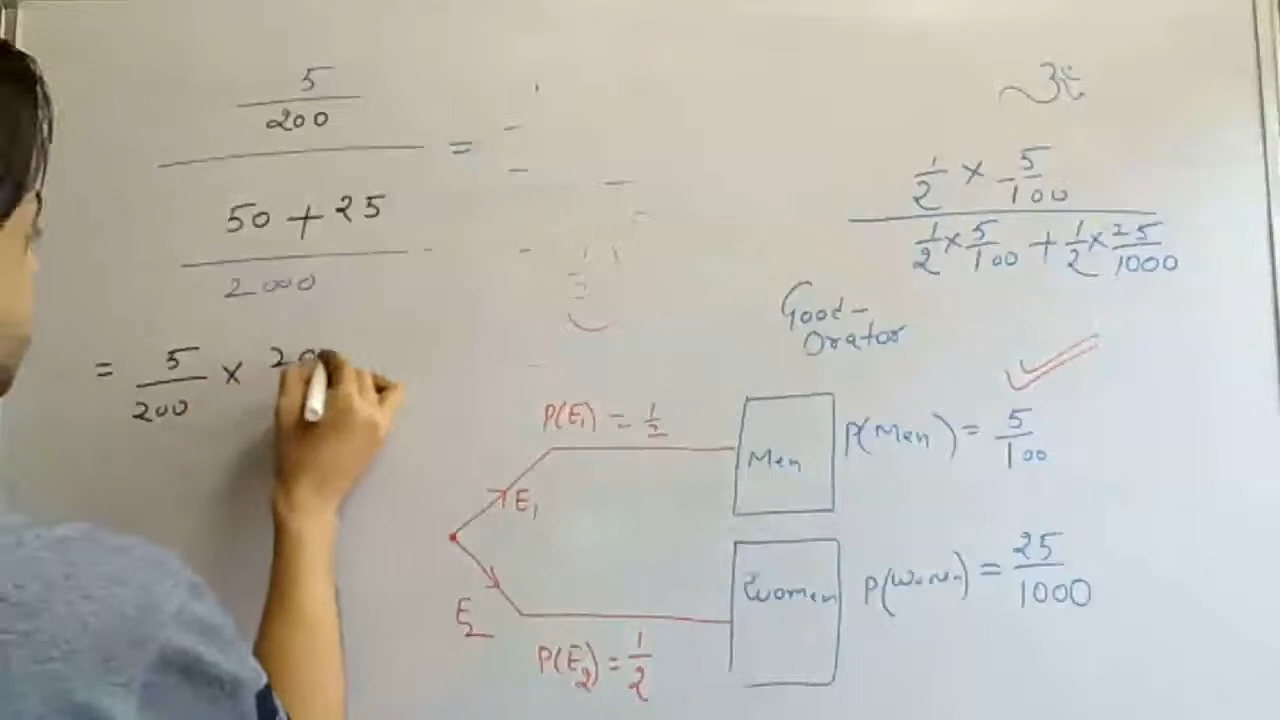 5
200
=
50 + 25
2000
= 5/200 ×
1/2 × 5/100
1/2 × 5/100 + 1/2 × 25/1000
Good-
Orator
P(E₁) = 1/2
Men
P(Men) = 5/100
E₁
E₂
Women
= 25/1000
P(E₂) = 1/2